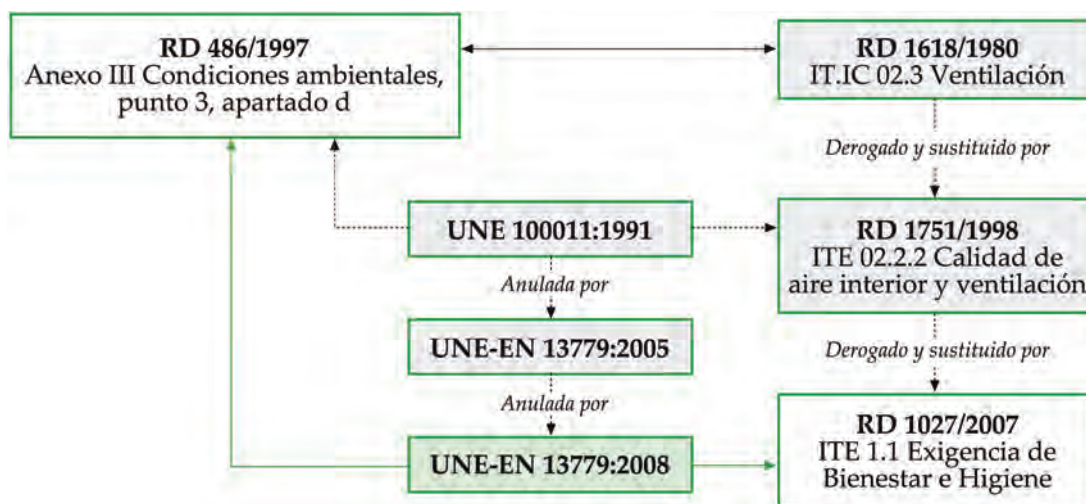 RD 486/1997
Anexo III Condiciones ambientales,
punto 3, apartado d
RD 1618/1980
IT.IC 02.3 Ventilación
Derogado y sustituido por
UNE 100011:1991
RD 1751/1998
ITE 02.2.2 Calidad de
aire interior y ventilación
Anulada por
UNE-EN 13779:2005
Derogado y sustituido por
Anulada por
UNE-EN 13779:2008
RD 1027/2007
ITE 1.1 Exigencia de
Bienestar e Higiene